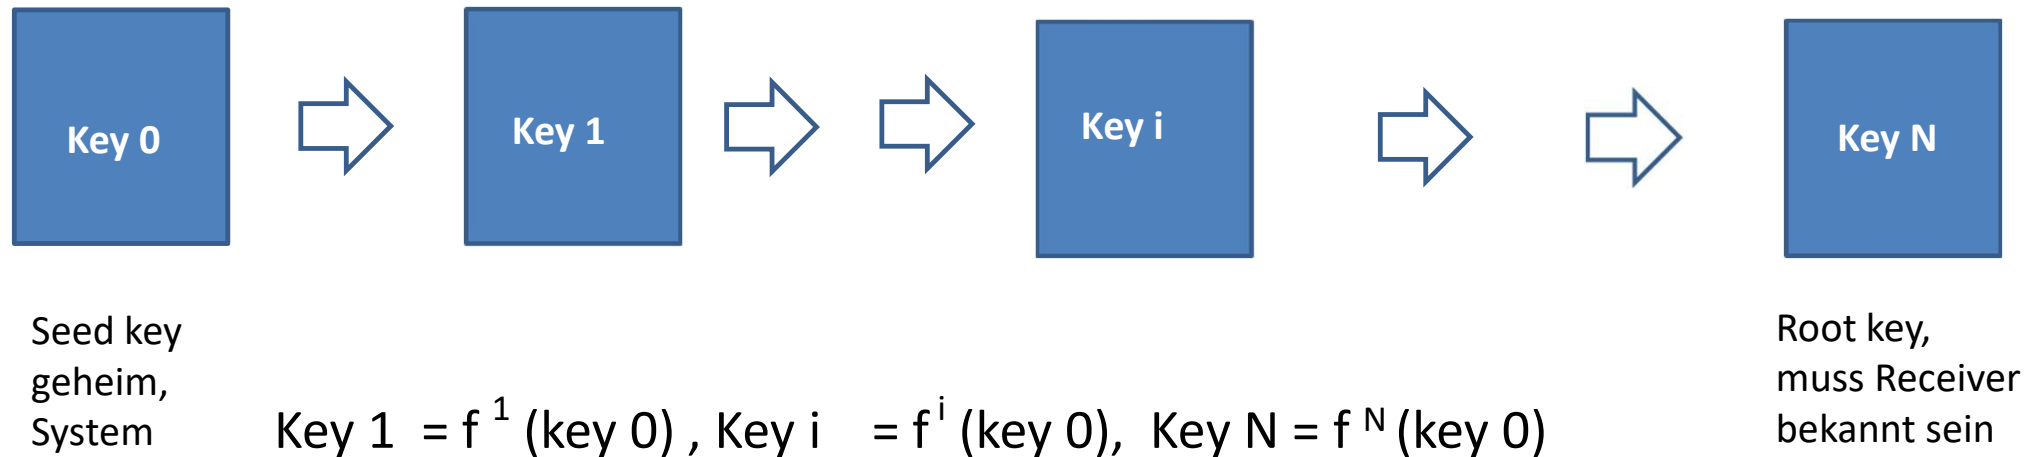 Key 0
Key 1
Key i
Key N
Seed key
geheim,
System
Key 1 = f ¹ (key 0) , Key i = f ⁱ (key 0), Key N = f ᴺ (key 0)
Root key,
muss Receiver
bekannt sein